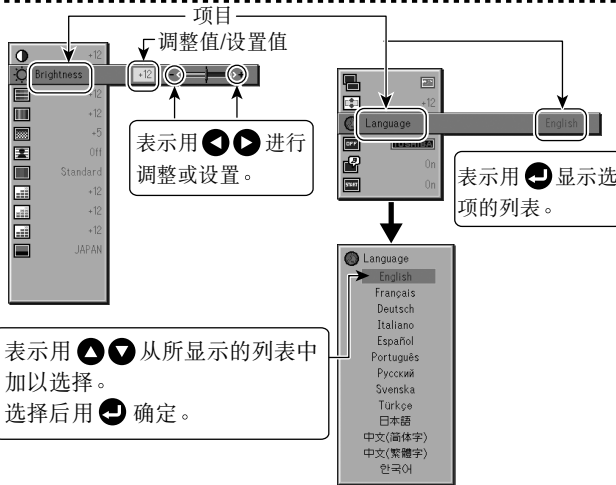 项目
调整值/设置值
+12
Brightness
+12
+12
+12
+5
Off
Standard
+12
+12
+12
JAPAN
表示用 进行
调整或设置。
+12
Language
English
OFF
TOSHIBA
On
START
On
表示用 显示选
项的列表。
Language
English
Français
Deutsch
Italiano
Español
Português
Русский
Svenska
Türkçe
日本語
中文(简体字)
中文(繁體字)
한국어
表示用 从所显示的列表中
加以选择。
选择后用 确定。